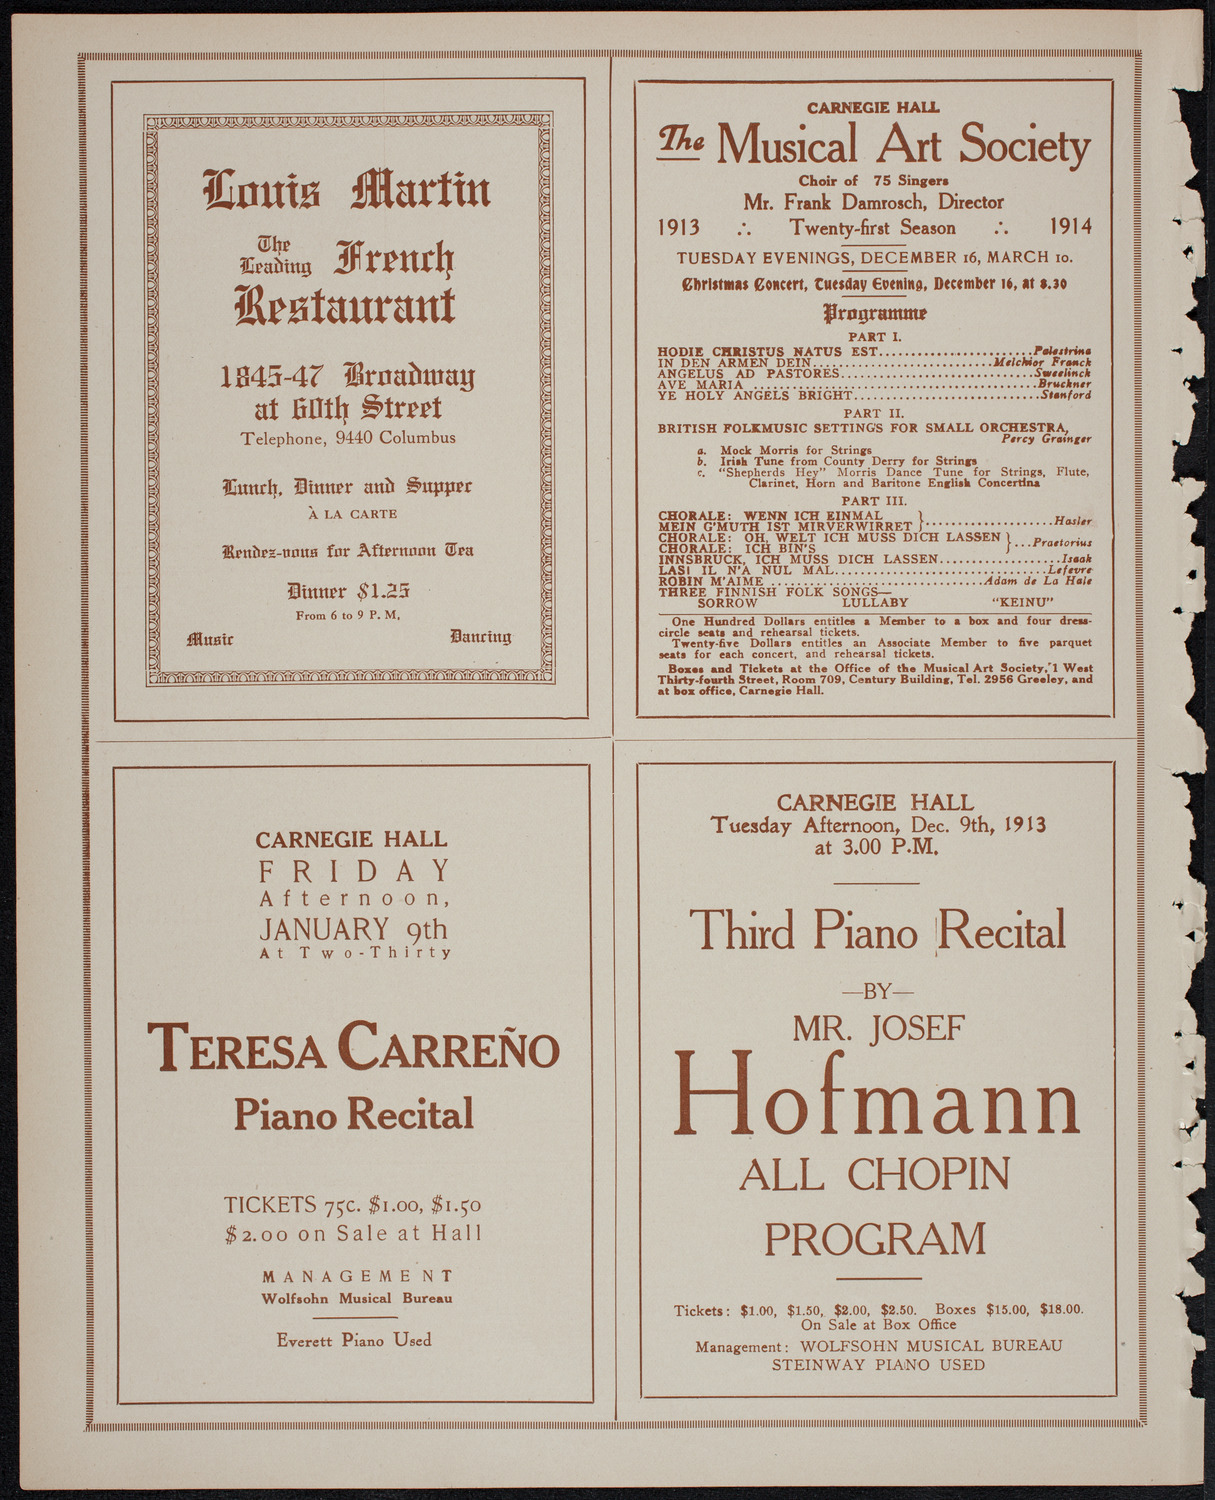 Louis Martin
The
Leading French
Restaurant
1845-47 Broadway
at 60th Street
Telephone, 9440 Columbus
Lunch, Dinner and Supper
À LA CARTE
Rendez-vous for Afternoon Tea
Dinner $1.25
From 6 to 9 P. M,
Music Dancing
CARNEGIE HALL
The Musical Art Society
Choir of 75 Singers
Mr. Frank Damrosch, Director
1913 ∴ Twenty-first Season ∴ 1914
TUESDAY EVENINGS, DECEMBER 16, MARCH 10.
Christmas Concert, Tuesday Evening, December 16, at 8.30
Programme
PART I.
HODIE CHRISTUS NATUS EST........................Palestrina
IN DEN ARMEN DEIN............................Melchior Franck
ANGELUS AD PASTORES..............................Sweelinck
AVE MARIA ............................................Bruckner
YE HOLY ANGELS BRIGHT.............................Stanford
PART II.
BRITISH FOLKMUSIC SETTINGS FOR SMALL ORCHESTRA,
Percy Grainger
a. Mock Morris for Strings
b. Irish Tune from County Derry for Strings
c. "Shepherds Hey" Morris Dance Tune for Strings, Flute,
Clarinet, Horn and Baritone English Concertina
PART III.
CHORALE: WENN ICH EINMAL
MEIN G'MUTH IST MIRVERWIRRET }....................Hasler
CHORALE: OH, WELT ICH MUSS DICH LASSEN
CHORALE: ICH BIN'S }...Praetorius
INNSBRUCK, ICH MUSS DICH LASSEN...................Isaak
LASI IL N'A NUL MAL.................................Lefevre
ROBIN M'AIME .................................Adam de La Hale
THREE FINNISH FOLK SONGS—
SORROW LULLABY "KEINU"
One Hundred Dollars entitles a Member to a box and four dress-
circle seats and rehearsal tickets.
Twenty-five Dollars entitles an Associate Member to five parquet
seats for each concert, and rehearsal tickets.
Boxes and Tickets at the Office of the Musical Art Society, 1 West
Thirty-fourth Street, Room 709, Century Building, Tel. 2956 Greeley, and
at box office, Carnegie Hall.
CARNEGIE HALL
FRIDAY
Afternoon,
JANUARY 9th
At Two-Thirty
TERESA CARREÑO
Piano Recital
TICKETS 75c. $1.00, $1.50
$2.00 on Sale at Hall
MANAGEMENT
Wolfsohn Musical Bureau
Everett Piano Used
CARNEGIE HALL
Tuesday Afternoon, Dec. 9th, 1913
at 3.00 P.M.
Third Piano Recital
—BY—
MR. JOSEF
Hofmann
ALL CHOPIN
PROGRAM
Tickets: $1.00, $1.50, $2.00, $2.50. Boxes $15.00, $18.00.
On Sale at Box Office
Management: WOLFSOHN MUSICAL BUREAU
STEINWAY PIANO USED